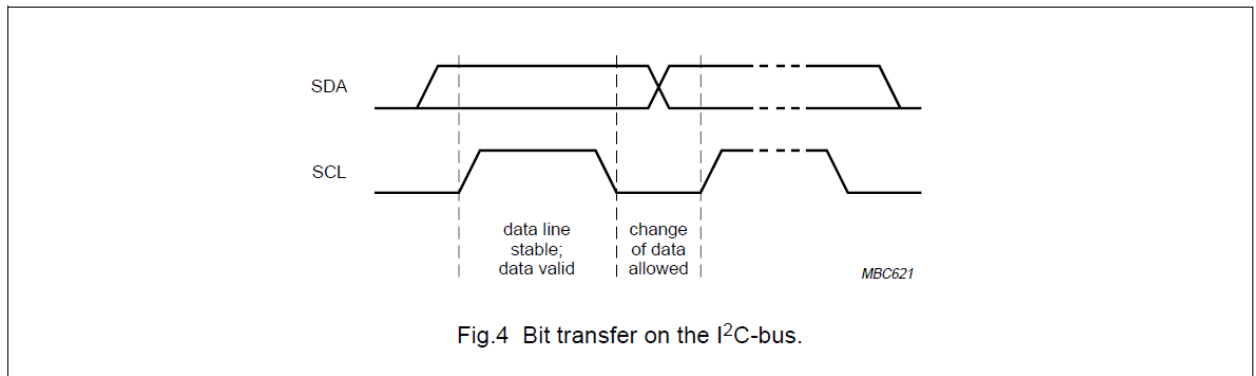 SDA
SCL
data line
stable;
data valid
change
of data
allowed
MBC621
Fig.4 Bit transfer on the I²C-bus.